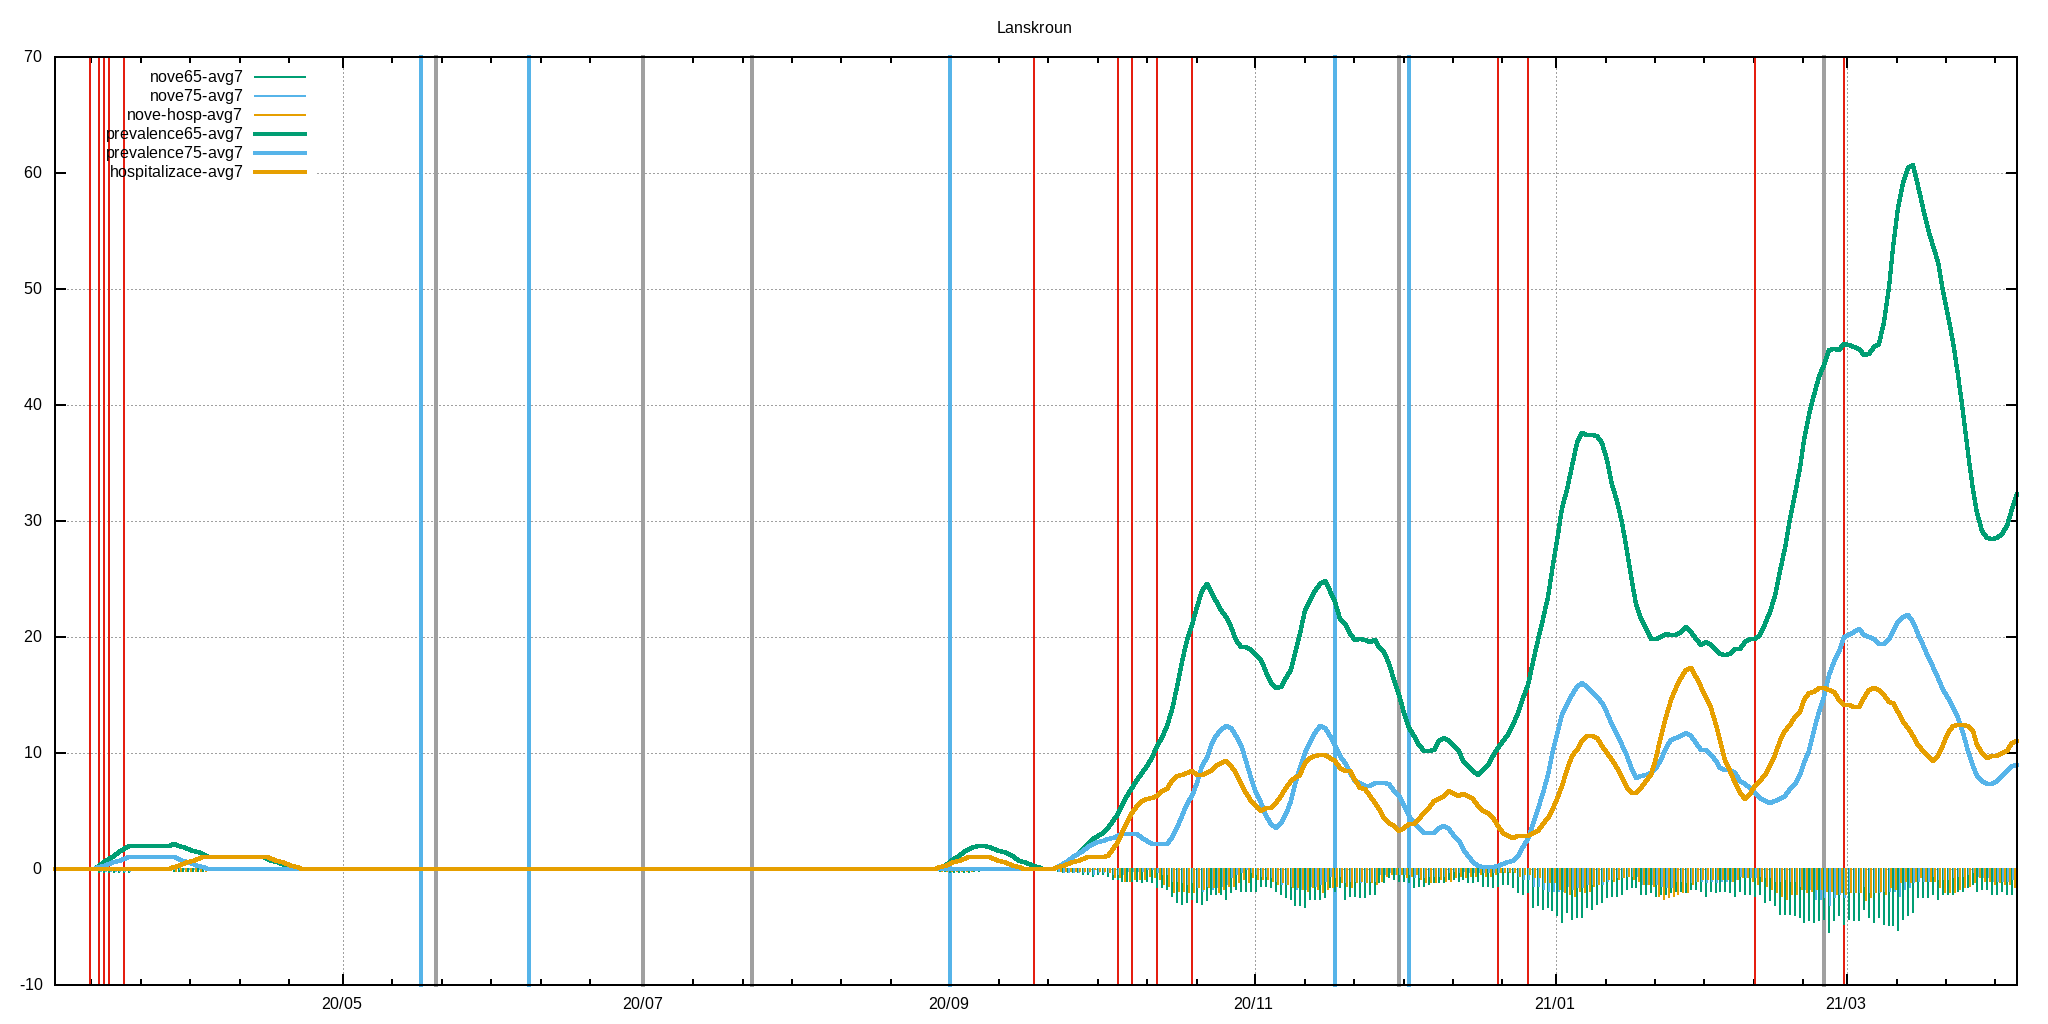 Lanskroun
70
60
50
40
30
20
10
0
-10
nove65-avg7
nove75-avg7
nove-hosp-avg7
prevalence65-avg7
prevalence75-avg7
hospitalizace-avg7
20/05 20/07 20/09 20/11 21/01 21/03